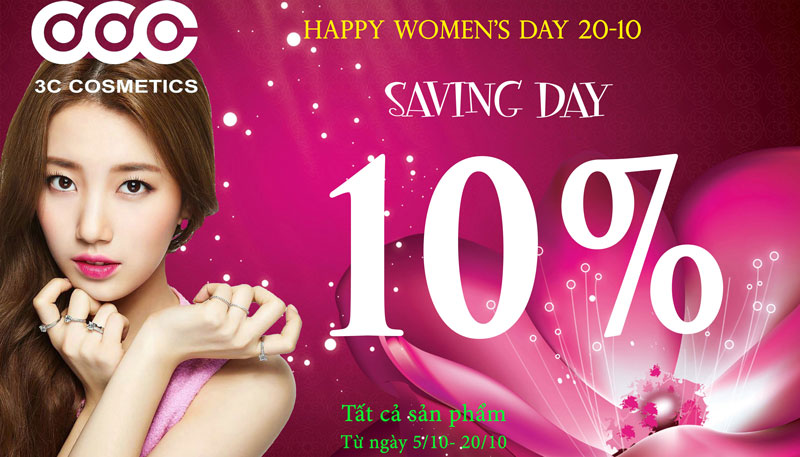 CCC
3C COSMETICS
HAPPY WOMEN'S DAY 20-10
SAVING DAY
10%
Tất cả sản phẩm
Từ ngày 5/10- 20/10